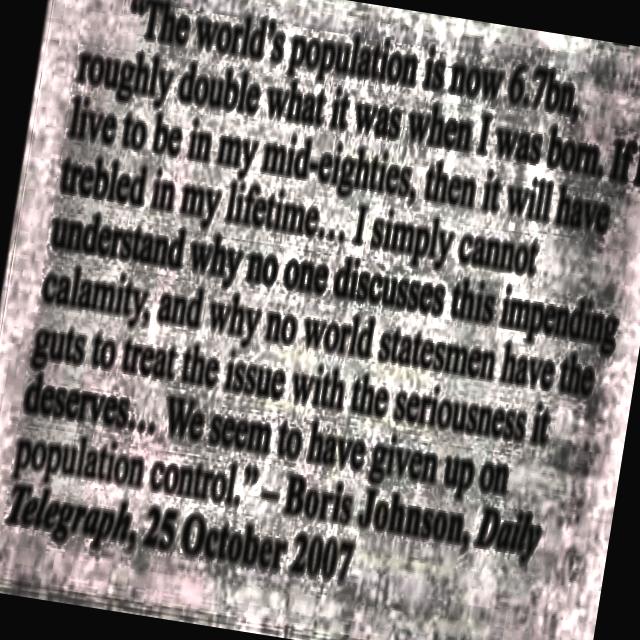 "The world's population is now 6.7bn,
roughly double what it was when I was born. If I
live to be in my mid-eighties, then it will have
trebled in my lifetime... I simply cannot
understand why no one discusses this impending
calamity, and why no world statesmen have the
guts to treat the issue with the seriousness it
deserves... We seem to have given up on
population control." – Boris Johnson, Daily
Telegraph, 25 October 2007